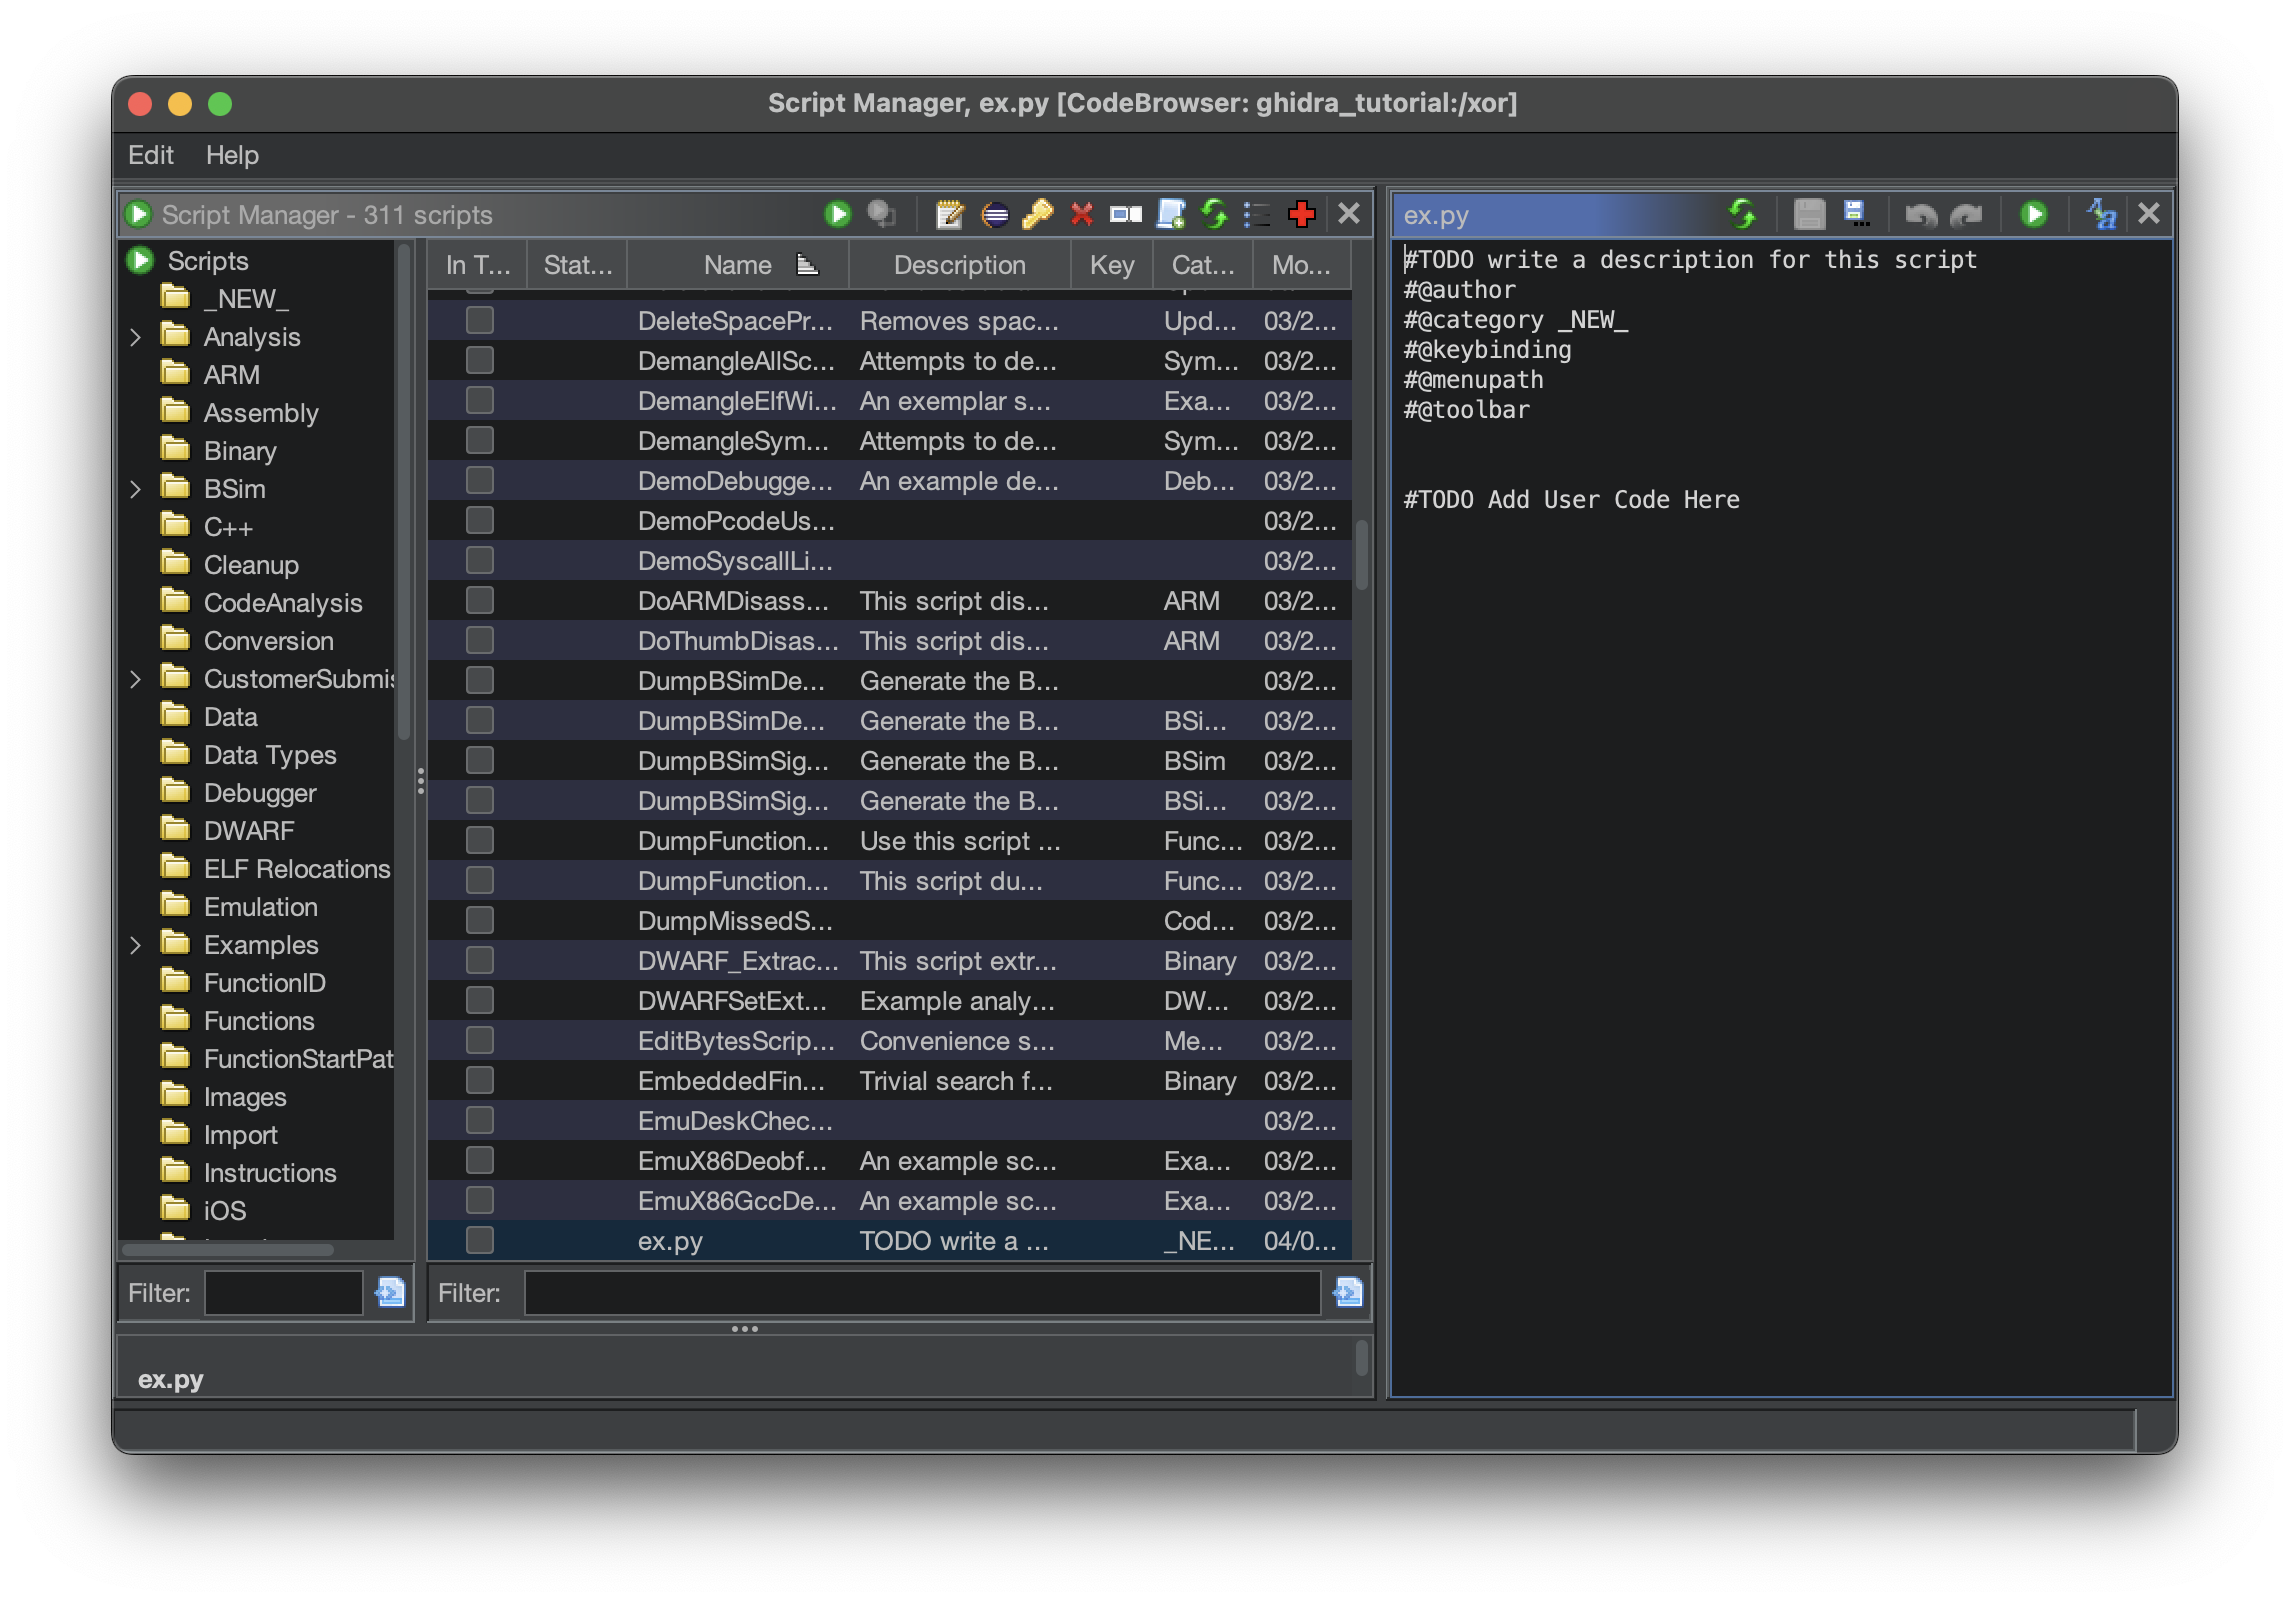 Script Manager, ex.py [CodeBrowser: ghidra_tutorial:/xor]
Edit Help
Script Manager - 311 scripts
Scripts
_NEW_
Analysis
ARM
Assembly
Binary
BSim
C++
Cleanup
CodeAnalysis
Conversion
CustomerSubmis
Data
Data Types
Debugger
DWARF
ELF Relocations
Emulation
Examples
FunctionID
Functions
FunctionStartPat
Images
Import
Instructions
iOS
Filter:
In T... Stat... Name Description Key Cat... Mo...
DeleteSpacePr... Removes spac... Upd... 03/2...
DemangleAllSc... Attempts to de... Sym... 03/2...
DemangleElfWi... An exemplar s... Exa... 03/2...
DemangleSym... Attempts to de... Sym... 03/2...
DemoDebugge... An example de... Deb... 03/2...
DemoPcodeUs... 03/2...
DemoSyscallLi... 03/2...
DoARMDisass... This script dis... ARM 03/2...
DoThumbDisas... This script dis... ARM 03/2...
DumpBSimDe... Generate the B... 03/2...
DumpBSimDe... Generate the B... BSi... 03/2...
DumpBSimSig... Generate the B... BSim 03/2...
DumpBSimSig... Generate the B... BSi... 03/2...
DumpFunction... Use this script ... Func... 03/2...
DumpFunction... This script du... Func... 03/2...
DumpMissedS... Cod... 03/2...
DWARF_Extrac... This script extr... Binary 03/2...
DWARFSetExt... Example analy... DW... 03/2...
EditBytesScrip... Convenience s... Me... 03/2...
EmbeddedFin... Trivial search f... Binary 03/2...
EmuDeskChec... 03/2...
EmuX86Deobf... An example sc... Exa... 03/2...
EmuX86GccDe... An example sc... Exa... 03/2...
ex.py TODO write a ... _NE... 04/0...
Filter:
ex.py
ex.py
#TODO write a description for this script
#@author
#@category _NEW_
#@keybinding
#@menupath
#@toolbar
#TODO Add User Code Here